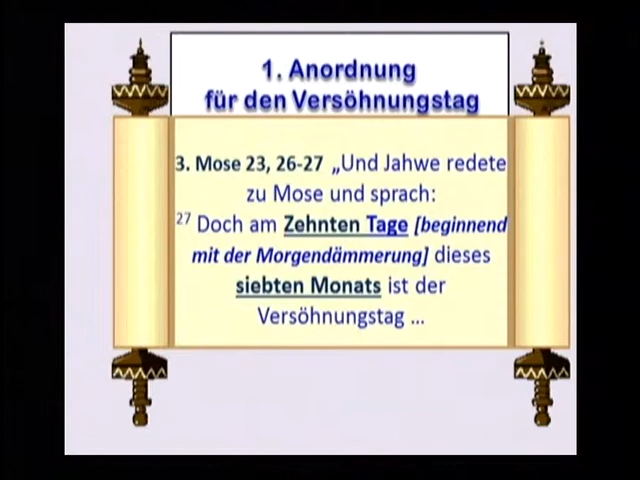 1. Anordnung
für den Versöhnungstag
3. Mose 23, 26-27 „Und Jahwe redete
zu Mose und sprach:
27 Doch am Zehnten Tage [beginnend
mit der Morgendämmerung] dieses
siebten Monats ist der
Versöhnungstag ...